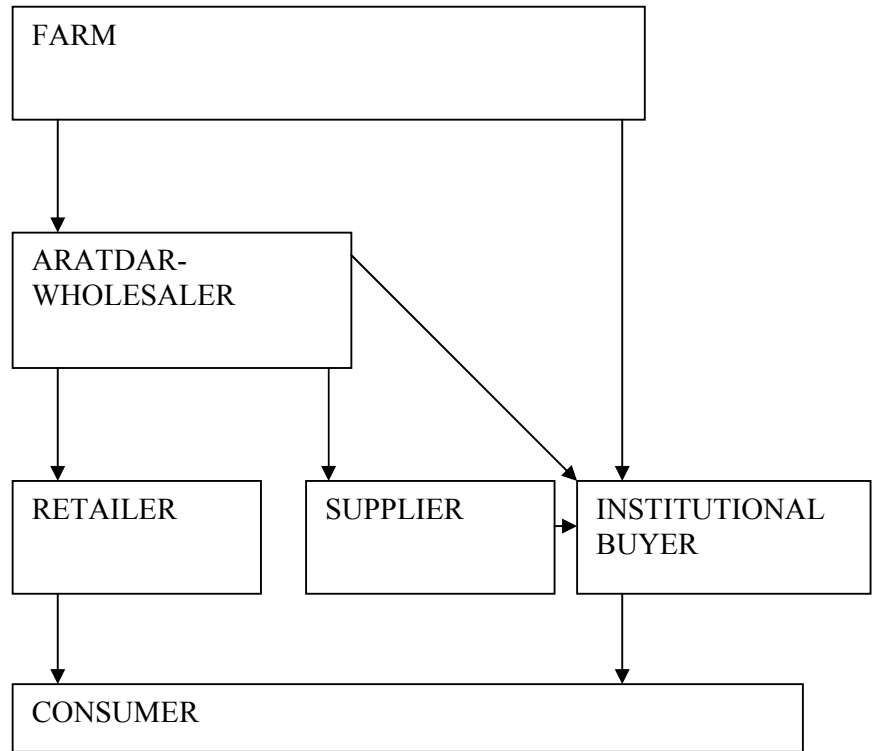 FARM
ARATDAR-
WHOLESALER
RETAILER
SUPPLIER
INSTITUTIONAL
BUYER
CONSUMER